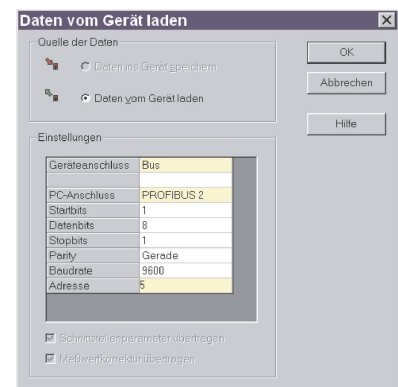 Daten vom Gerät laden
Quelle der Daten
Daten ins Gerät speichern
Daten vom Gerät laden
OK
Abbrechen
Hilfe
Einstellungen
Geräteanschluss Bus
PC-Anschluss PROFIBUS 2
Startbits 1
Datenbits 8
Stopbits 1
Parity Gerade
Baudrate 9600
Adresse 5
Schnittstellenparameter übertragen
Meßwertkorrektur übertragen